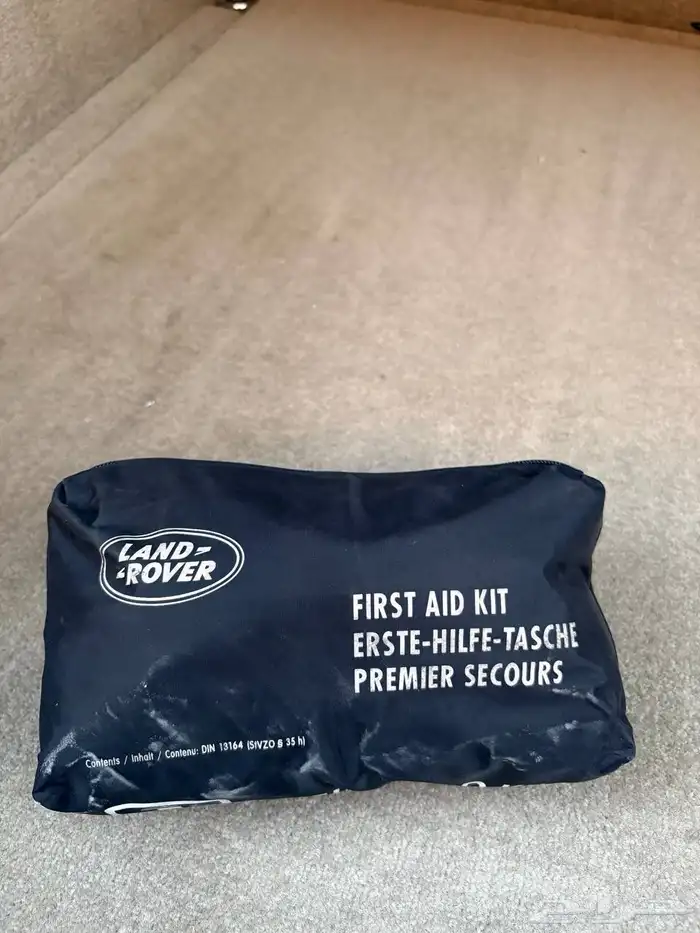 LAND-
-ROVER
FIRST AID KIT
ERSTE-HILFE-TASCHE
PREMIER SECOURS
Contents / Inhalt / Contenu: DIN 13164 (StVZO § 35 h)